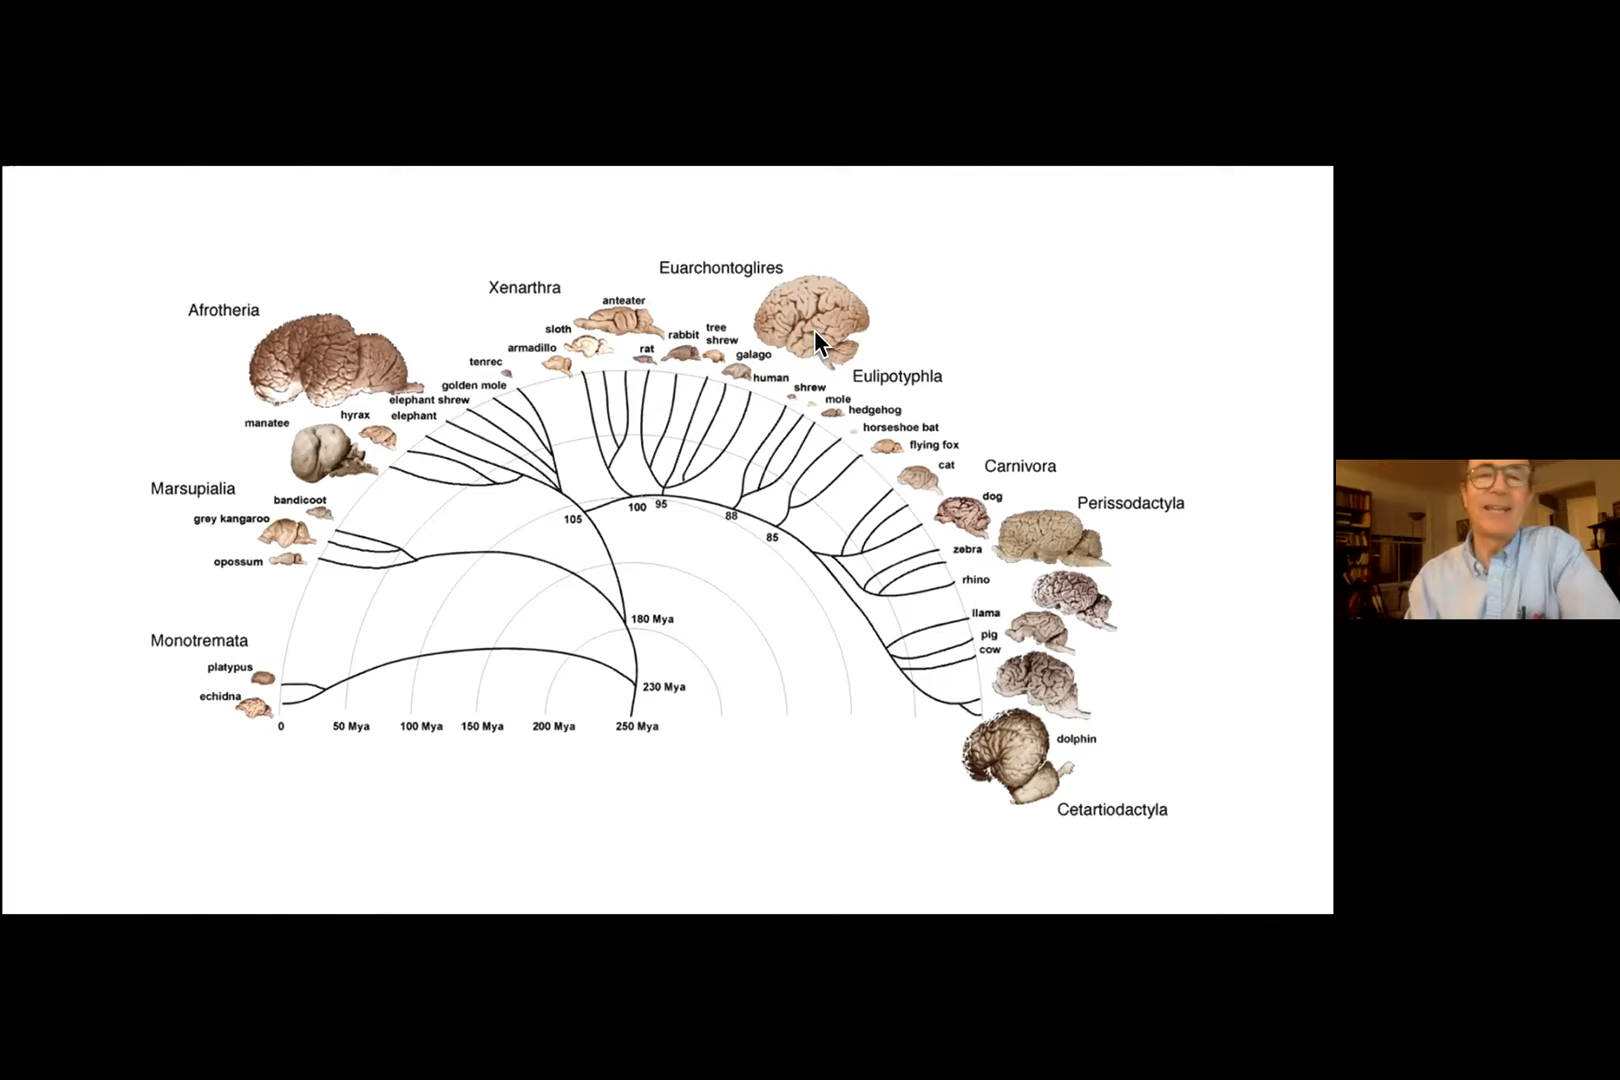 Euarchontoglires
Xenarthra
anteater
Afrotheria
sloth
rabbit
tree
shrew
armadillo
rat
galago
tenrec
human
Eulipotyphla
golden mole
shrew
elephant shrew
mole
hyrax
elephant
hedgehog
manatee
horseshoe bat
flying fox
cat
Carnivora
Marsupialia
bandicoot
dog
Perissodactyla
grey kangaroo
105
100
95
88
85
zebra
opossum
rhino
llama
180 Mya
pig
Monotremata
cow
platypus
230 Mya
echidna
0
50 Mya
100 Mya
150 Mya
200 Mya
250 Mya
dolphin
Cetartiodactyla